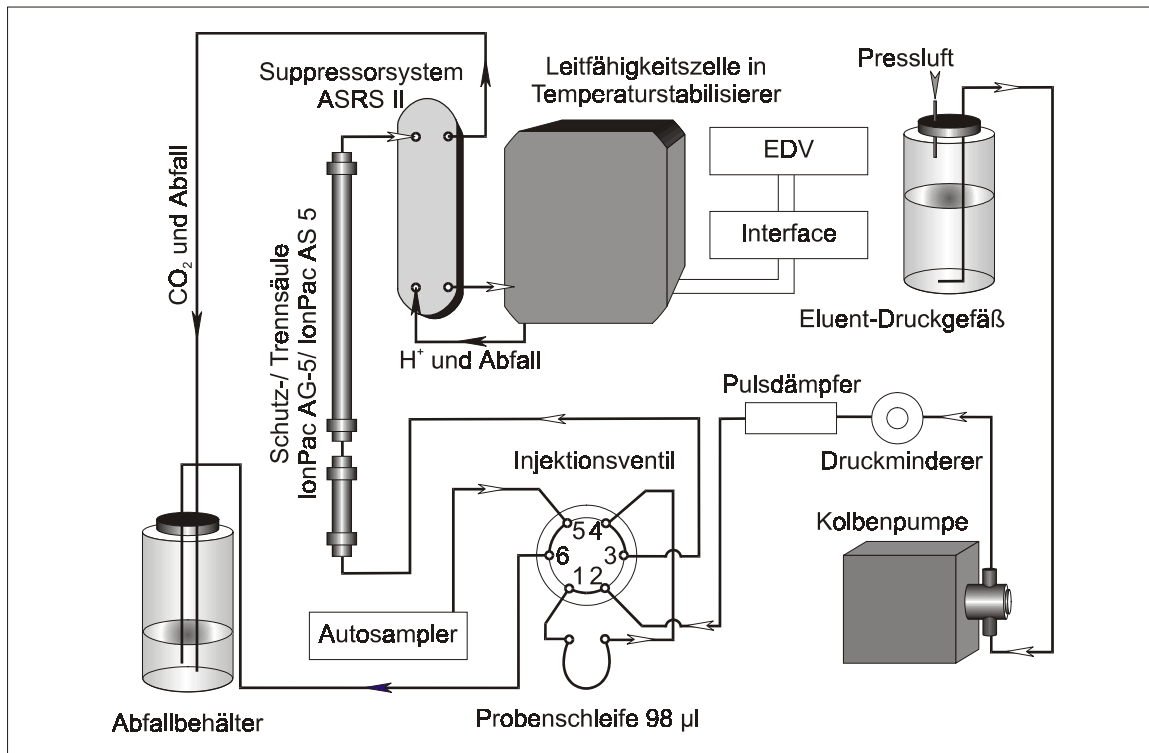 Suppressorsystem
ASRS II
Leitfähigkeitszelle in
Temperaturstabilisierer
Pressluft
EDV
Interface
CO₂ und Abfall
Schutz-/ Trennsäule
IonPac AG-5/ IonPac AS 5
H⁺ und Abfall
Eluent-Druckgefäß
Pulsdämpfer
Druckminderer
Injektionsventil
Kolbenpumpe
5 4
6 3
1 2
Autosampler
Abfallbehälter
Probenschleife 98 µl